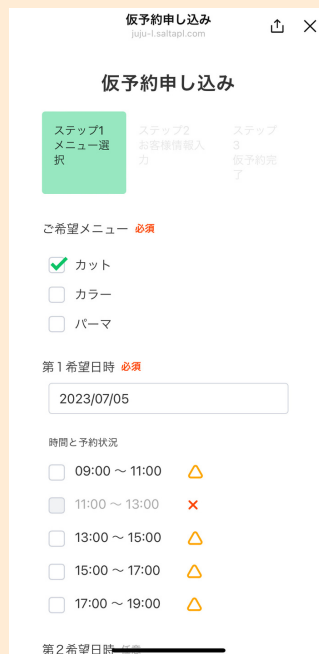 仮予約申し込み
juju-l.saltapl.com
仮予約申し込み
ステップ1
メニュー選
択
ステップ2
お客様情報入
力
ステップ
3
仮予約完
了
ご希望メニュー 必須
カット
カラー
パーマ
第1希望日時 必須
2023/07/05
時間と予約状況
09:00 〜 11:00
11:00 〜 13:00
13:00 〜 15:00
15:00 〜 17:00
17:00 〜 19:00
第2希望日時 任意